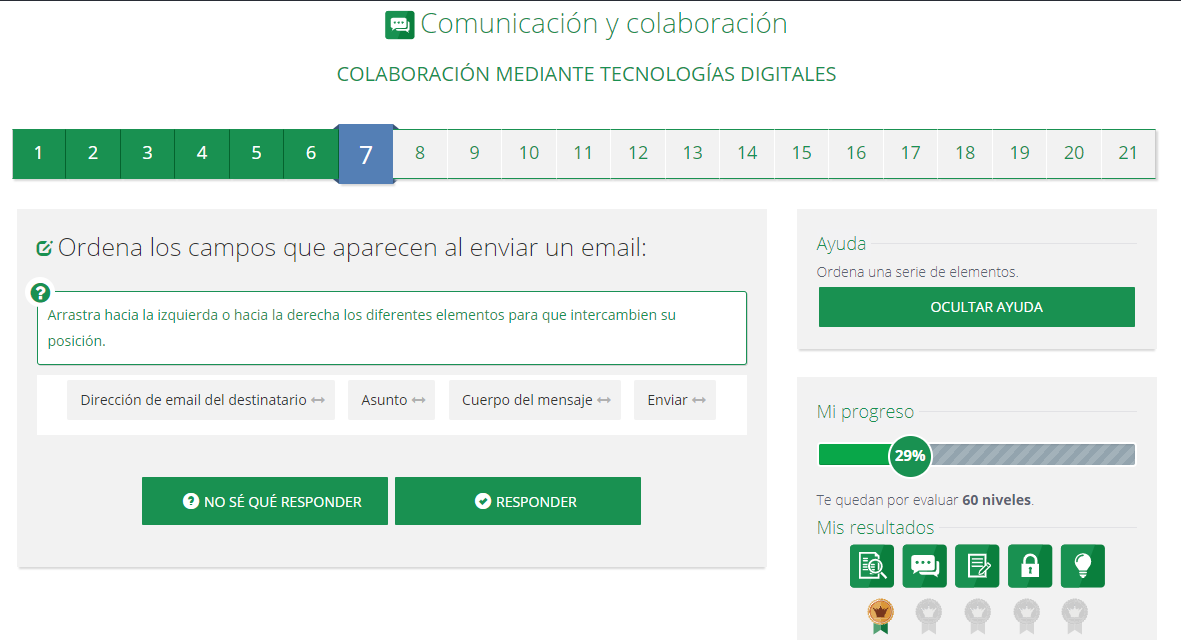 Comunicación y colaboración
COLABORACIÓN MEDIANTE TECNOLOGÍAS DIGITALES
1 2 3 4 5 6 7 8 9 10 11 12 13 14 15 16 17 18 19 20 21
Ordena los campos que aparecen al enviar un email:
?
Arrastra hacia la izquierda o hacia la derecha los diferentes elementos para que intercambien su
posición.
Dirección de email del destinatario Asunto Cuerpo del mensaje Enviar
? NO SÉ QUÉ RESPONDER RESPONDER
Ayuda
Ordena una serie de elementos.
OCULTAR AYUDA
Mi progreso
29%
Te quedan por evaluar 60 niveles.
Mis resultados